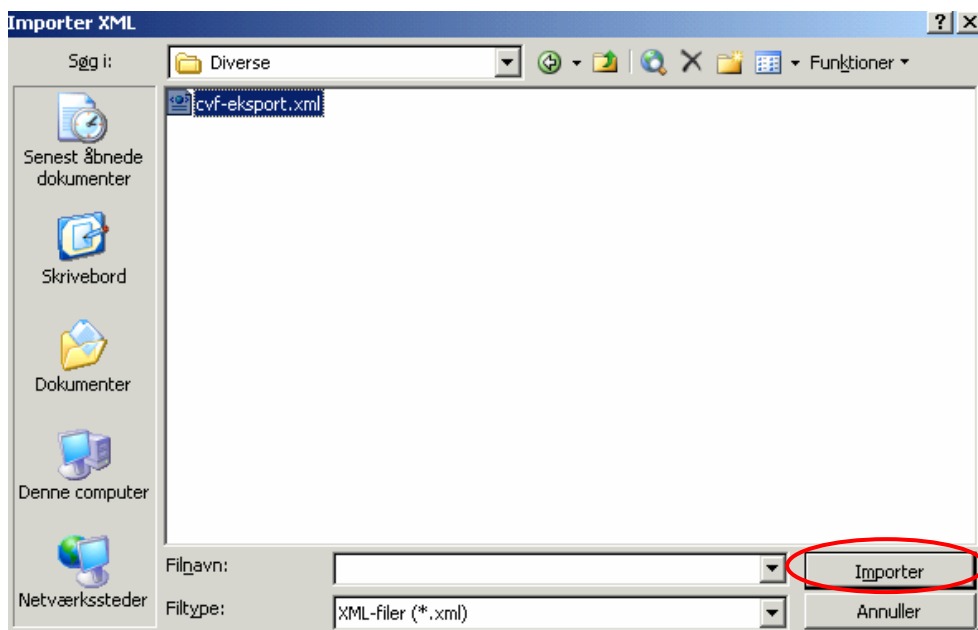 Importer XML
Søg i:
Diverse
Funktioner
cvf-eksport.xml
Senest åbnede
dokumenter
Skrivebord
Dokumenter
Denne computer
Netværkssteder
Filnavn:
Importer
Filtype:
XML-filer (*.xml)
Annuller